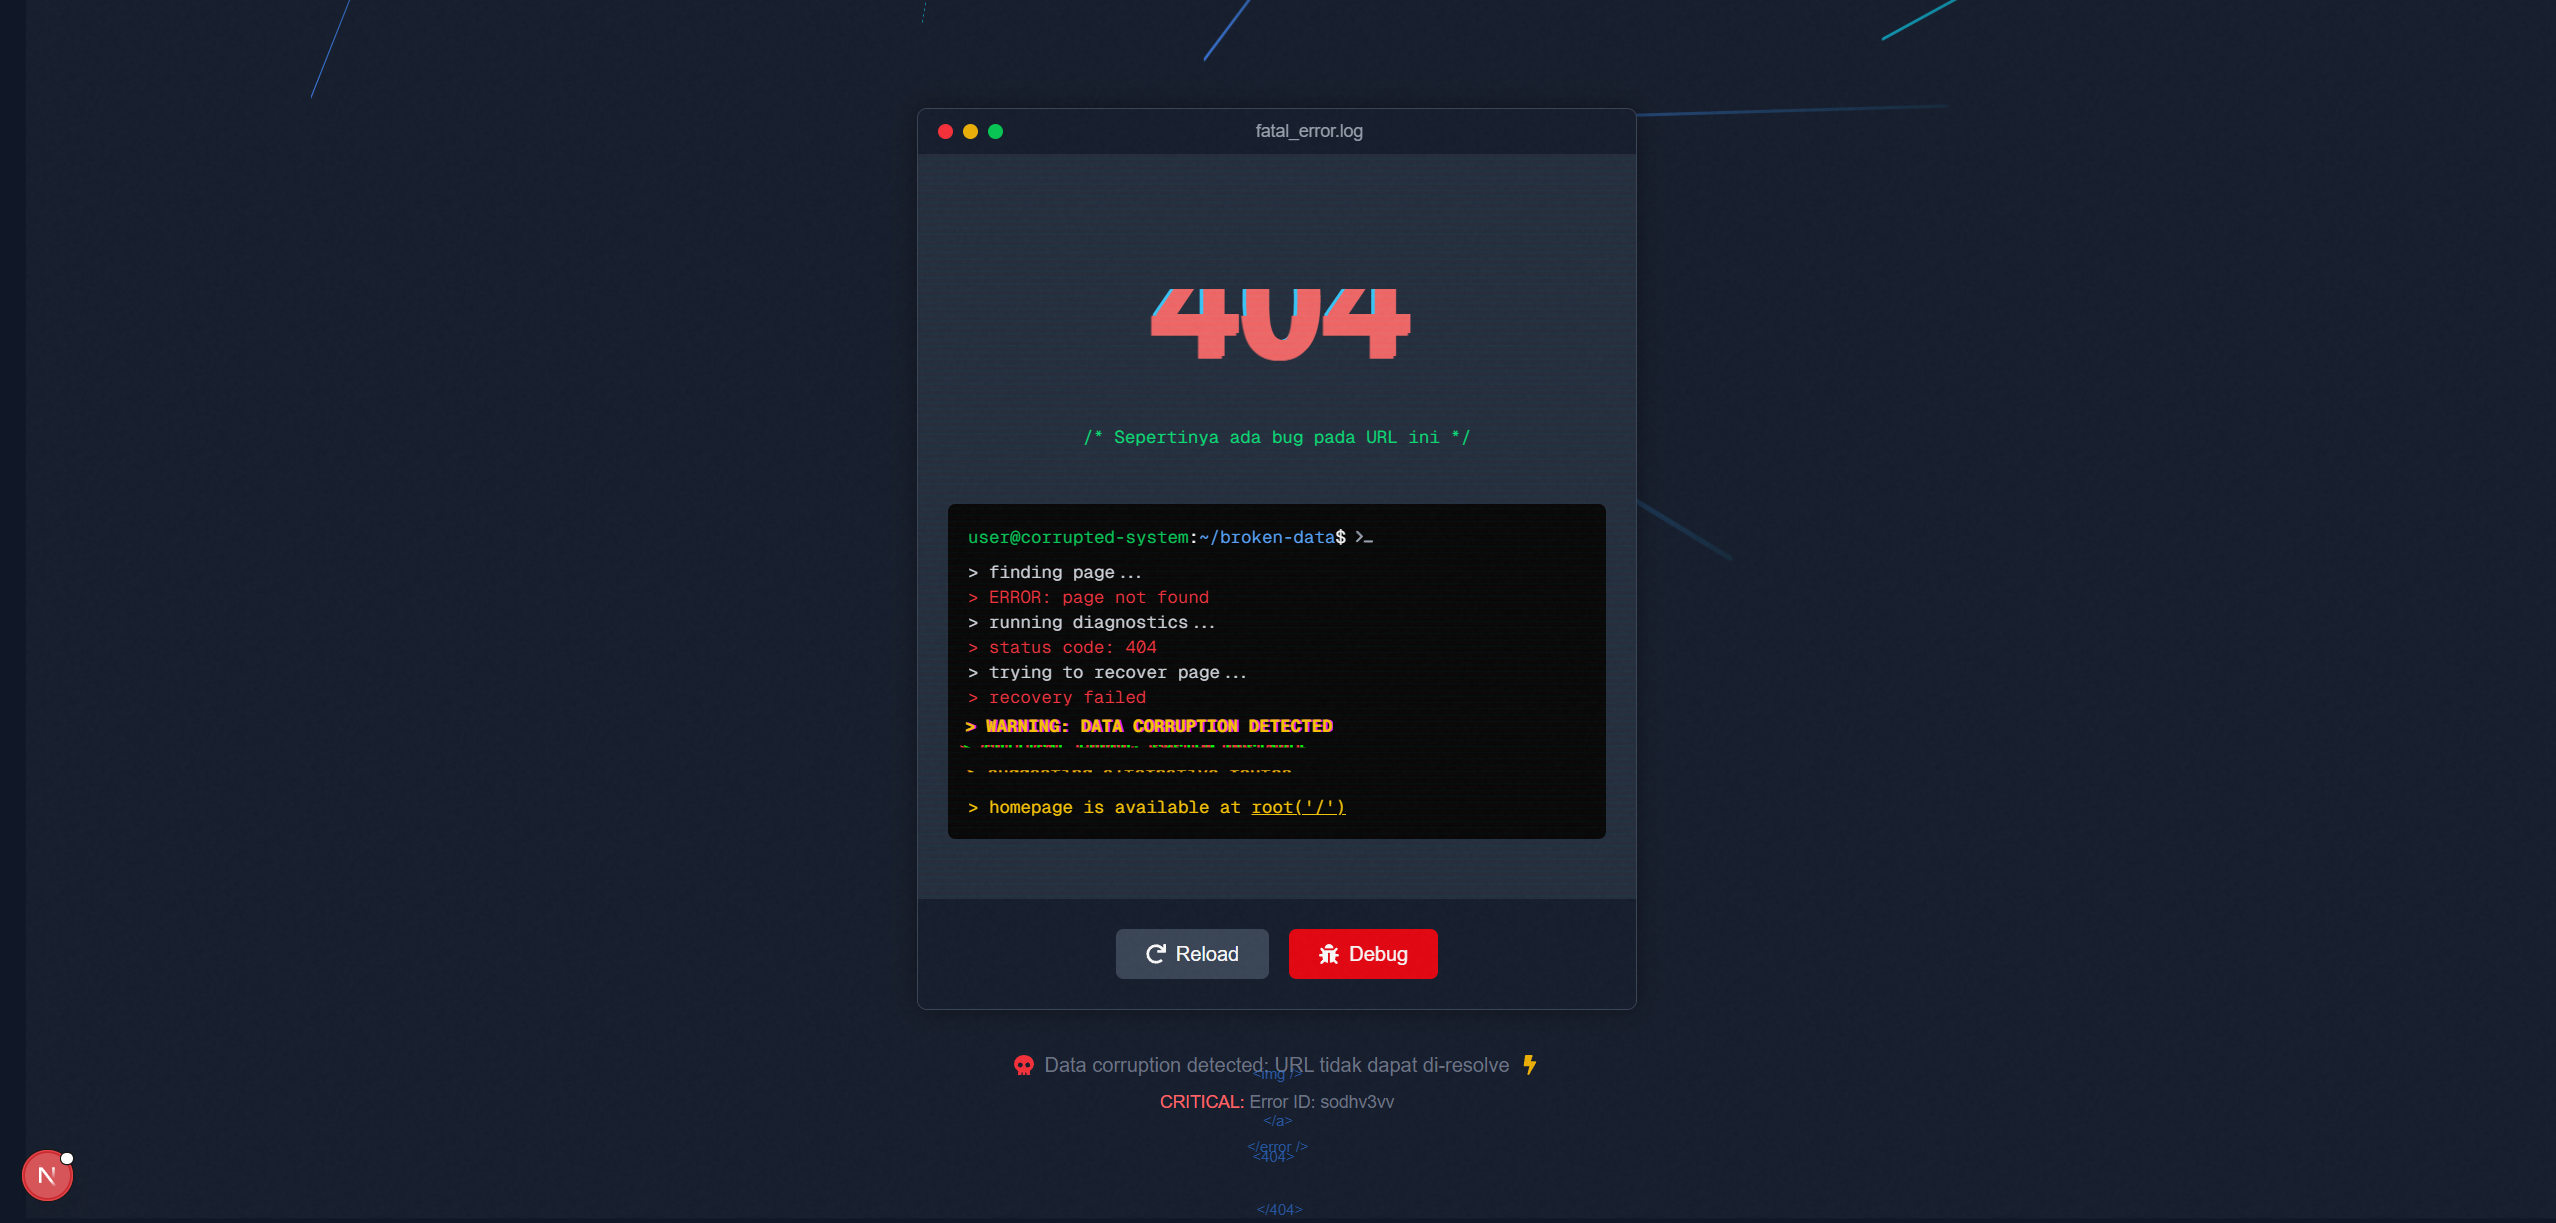 fatal_error.log
404
/* Sepertinya ada bug pada URL ini */
user@corrupted-system:~/broken-data$ >_
> finding page...
> ERROR: page not found
> running diagnostics...
> status code: 404
> trying to recover page...
> recovery failed
> WARNING: DATA CORRUPTION DETECTED
> suggesting alternative routes
> homepage is available at root('/')
Reload
Debug
Data corruption detected: URL tidak dapat di-resolve
<img />
CRITICAL: Error ID: sodhv3vv
</a>
</error />
<404>
</404>
N